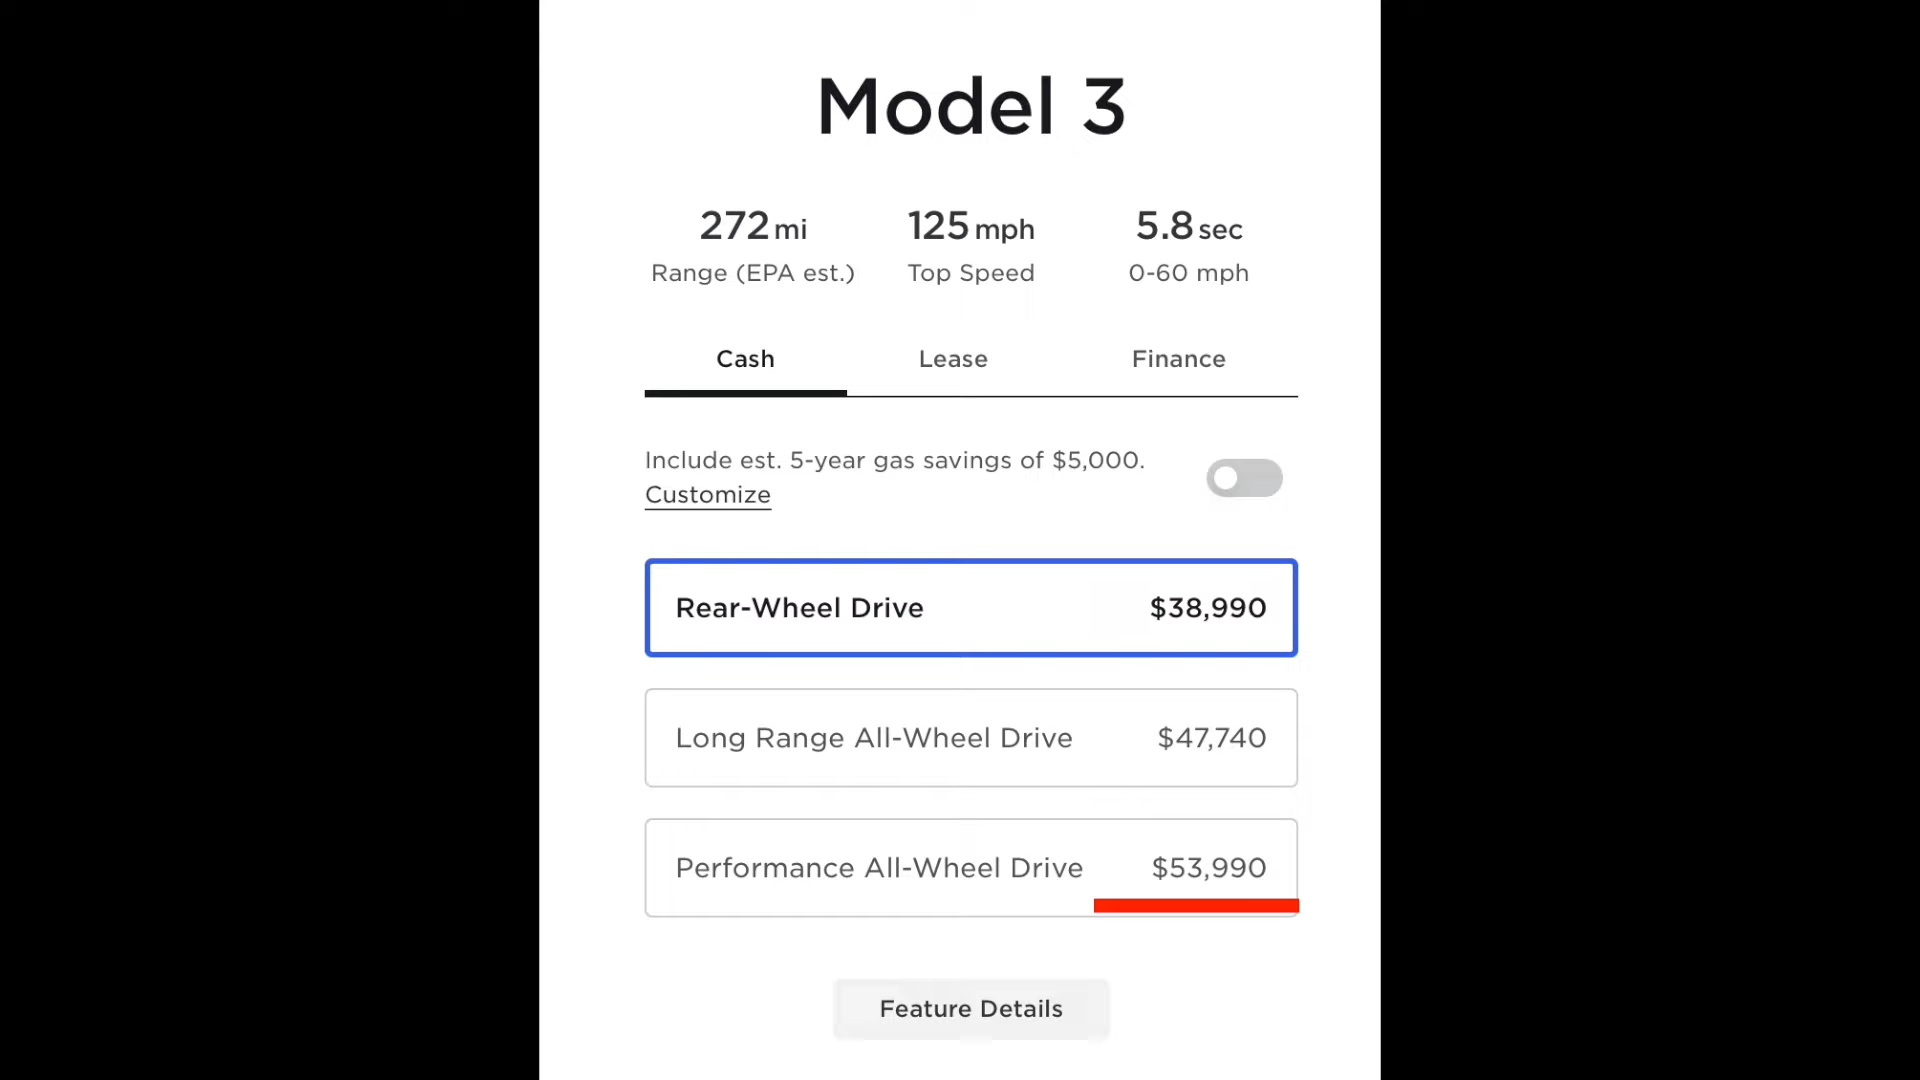 Model 3
272 mi 125 mph 5.8 sec
Range (EPA est.) Top Speed 0-60 mph
Cash Lease Finance
Include est. 5-year gas savings of $5,000.
Customize
Rear-Wheel Drive $38,990
Long Range All-Wheel Drive $47,740
Performance All-Wheel Drive $53,990
Feature Details